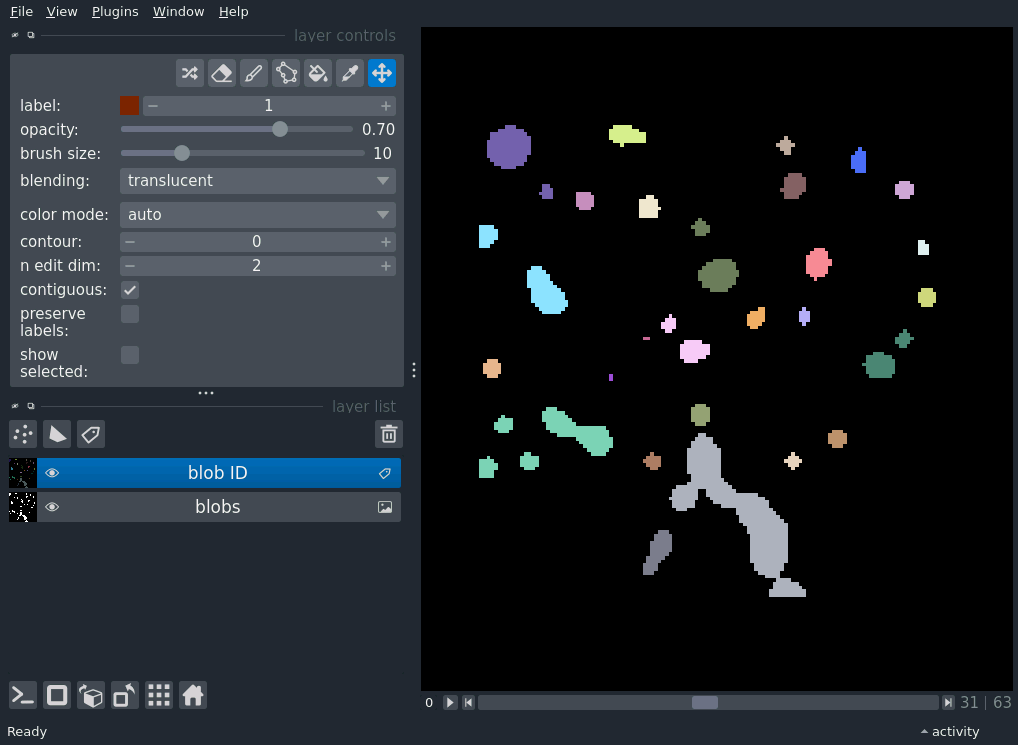 File View Plugins Window Help
layer controls
label: 1
opacity: 0.70
brush size: 10
blending: translucent
color mode: auto
contour: 0
n edit dim: 2
contiguous:
preserve
labels:
show
selected:
layer list
blob ID
blobs
0 31 | 63
Ready activity